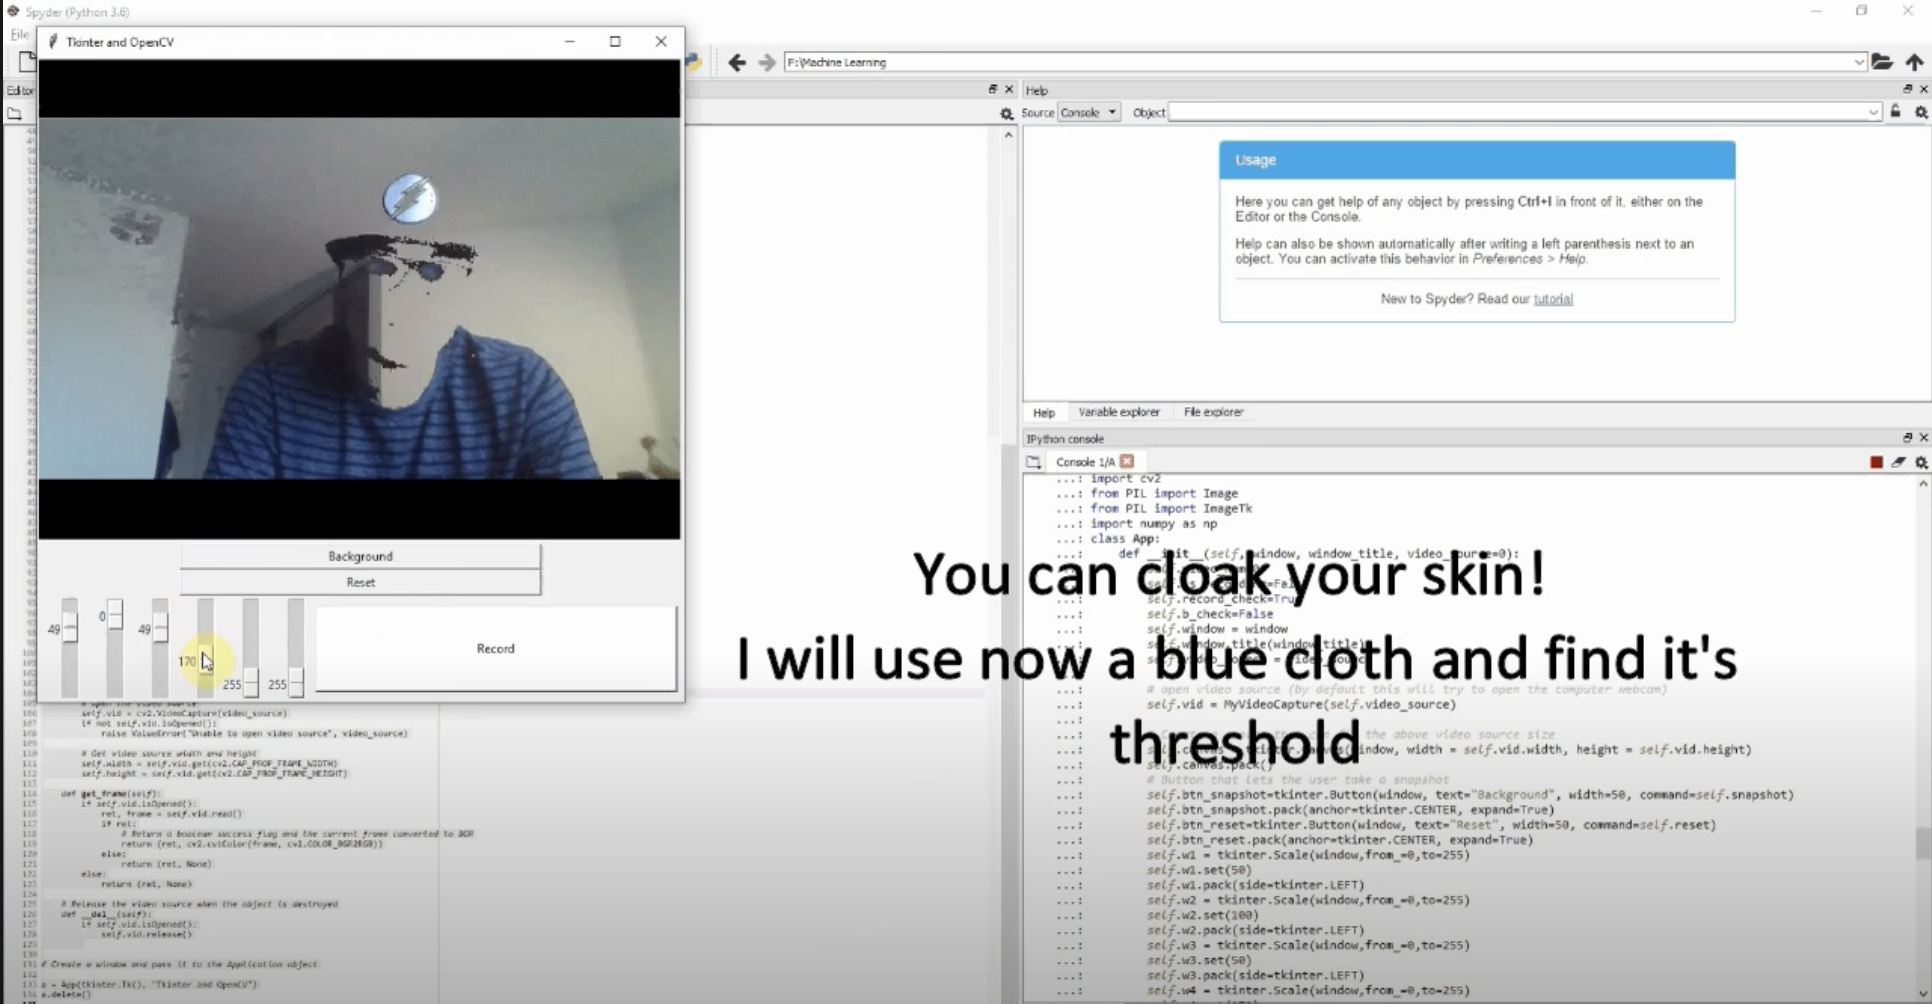 Spyder (Python 3.6)
File
Tkinter and OpenCV
F:\Machine Learning
Editor
Help
Source Console Object
Usage
Here you can get help of any object by pressing Ctrl+I in front of it, either on the
Editor or the Console.
Help can also be shown automatically after writing a left parenthesis next to an
object. You can activate this behavior in Preferences > Help.
New to Spyder? Read our tutorial
Help Variable explorer File explorer
IPython console
Console 1/A
...: import cv2
...: from PIL import Image
...: from PIL import ImageTk
...: import numpy as np
...: class App:
...: def __init__(self, window, window_title, video_source=0):
...: self.record_check=True
...: self.b_check=False
...: self.window = window
...: self.window.title(window_title)
...: # open video source (by default this will try to open the computer webcam)
...: self.vid = MyVideoCapture(self.video_source)
...: the above video source size
...: window, width = self.vid.width, height = self.vid.height)
...: self.canvas.pack()
...: # Button that lets the user take a snapshot
...: self.btn_snapshot=tkinter.Button(window, text="Background", width=50, command=self.snapshot)
...: self.btn_snapshot.pack(anchor=tkinter.CENTER, expand=True)
...: self.btn_reset=tkinter.Button(window, text="Reset", width=50, command=self.reset)
...: self.btn_reset.pack(anchor=tkinter.CENTER, expand=True)
...: self.w1 = tkinter.Scale(window,from_=0,to=255)
...: self.w1.set(50)
...: self.w1.pack(side=tkinter.LEFT)
...: self.w2 = tkinter.Scale(window,from_=0,to=255)
...: self.w2.set(100)
...: self.w2.pack(side=tkinter.LEFT)
...: self.w3 = tkinter.Scale(window,from_=0,to=255)
...: self.w3.set(50)
...: self.w3.pack(side=tkinter.LEFT)
...: self.w4 = tkinter.Scale(window,from_=0,to=255)
You can cloak your skin!
I will use now a blue cloth and find it's
threshold
Background
Reset
49 0 49 170 255 255
Record
self.vid = cv2.VideoCapture(video_source)
if not self.vid.isOpened():
raise ValueError("Unable to open video source", video_source)
# Get video source width and height
self.width = self.vid.get(cv2.CAP_PROP_FRAME_WIDTH)
self.height = self.vid.get(cv2.CAP_PROP_FRAME_HEIGHT)
def get_frame(self):
if self.vid.isOpened():
ret, frame = self.vid.read()
if ret:
# Return a boolean success flag and the current frame converted to BGR
return (ret, cv2.cvtColor(frame, cv2.COLOR_BGR2RGB))
else:
return (ret, None)
else:
return (ret, None)
# Release the video source when the object is destroyed
def __del__(self):
if self.vid.isOpened():
self.vid.release()
# Create a window and pass it to the Application object
a = App(tkinter.Tk(), "Tkinter and OpenCV")
a.delete()